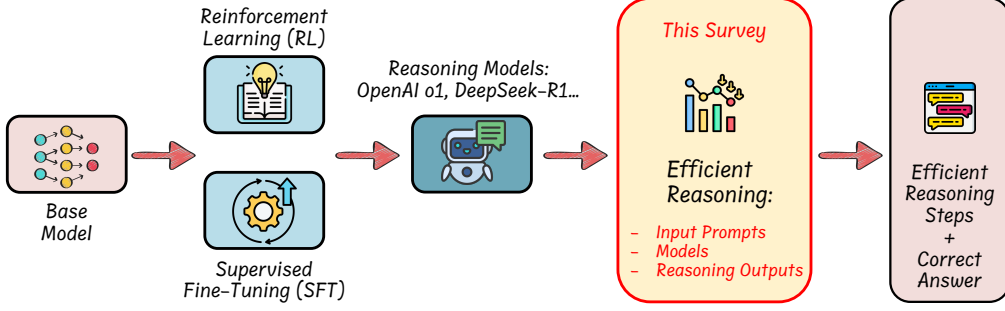 Reinforcement
Learning (RL)
Base
Model
Supervised
Fine-Tuning (SFT)
Reasoning Models:
OpenAI o1, DeepSeek-R1...
This Survey
Efficient
Reasoning:
- Input Prompts
- Models
- Reasoning Outputs
Efficient
Reasoning
Steps
+
Correct
Answer